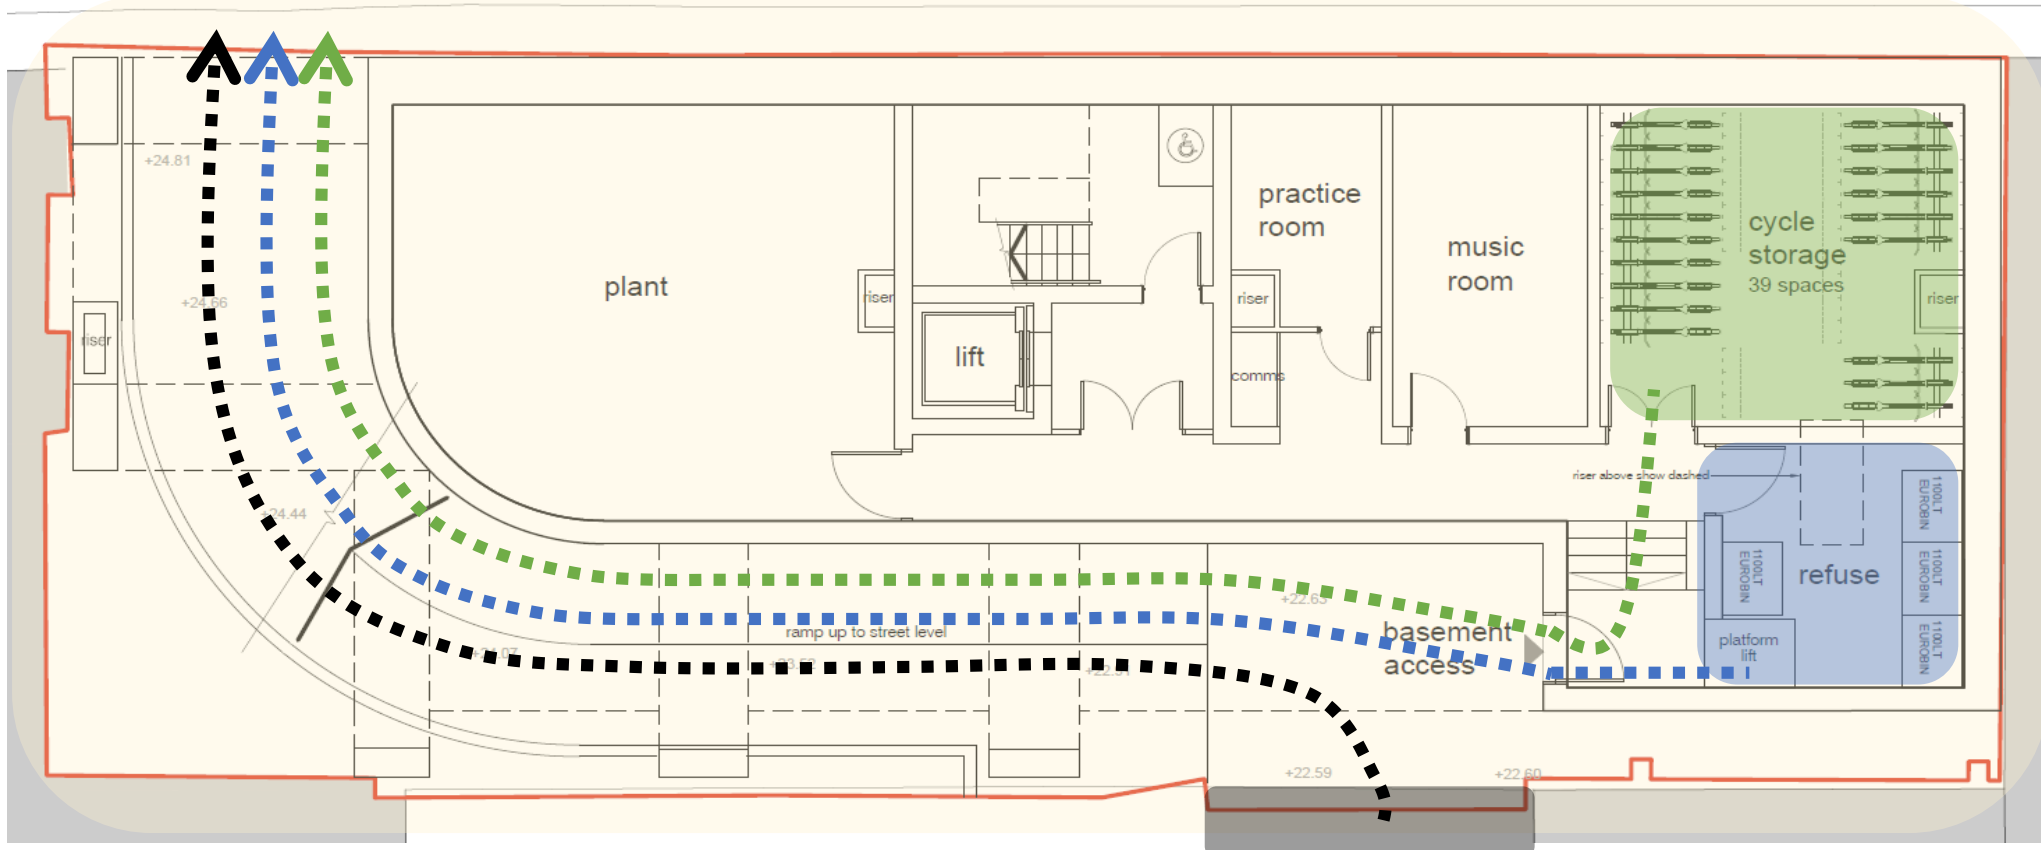 +24.81
practice
room
cycle
storage
39 spaces
music
room
plant
riser
riser
riser
+24.66
riser
lift
comms
riser above show dashed
1100LT
EUROBIN
+24.44
1100LT
EUROBIN
refuse
1100LT
EUROBIN
+22.63
ramp up to street level
basement
access
platform
lift
1100LT
EUROBIN
+22.59
+22.60